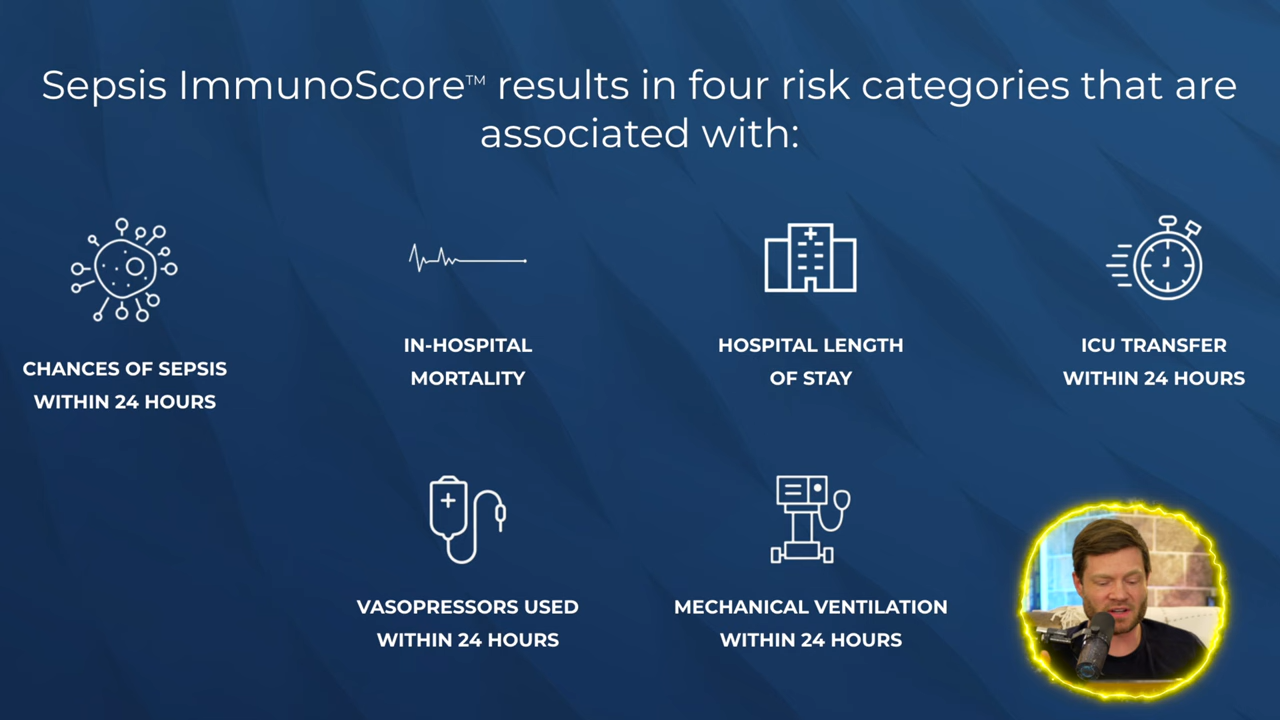 Sepsis ImmunoScore™ results in four risk categories that are
associated with:
CHANCES OF SEPSIS
WITHIN 24 HOURS
IN-HOSPITAL
MORTALITY
HOSPITAL LENGTH
OF STAY
ICU TRANSFER
WITHIN 24 HOURS
VASOPRESSORS USED
WITHIN 24 HOURS
MECHANICAL VENTILATION
WITHIN 24 HOURS